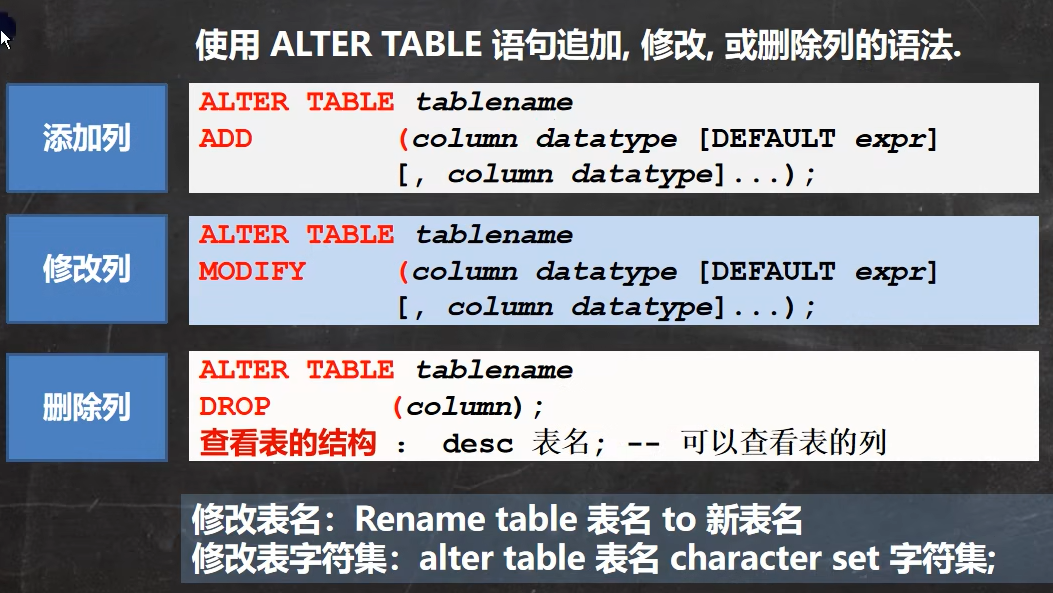 使用 ALTER TABLE 语句追加, 修改, 或删除列的语法.
添加列
ALTER TABLE tablename
ADD (column datatype [DEFAULT expr]
[, column datatype]...);
修改列
ALTER TABLE tablename
MODIFY (column datatype [DEFAULT expr]
[, column datatype]...);
删除列
ALTER TABLE tablename
DROP (column);
查看表的结构 : desc 表名; -- 可以查看表的列
修改表名：Rename table 表名 to 新表名
修改表字符集：alter table 表名 character set 字符集;